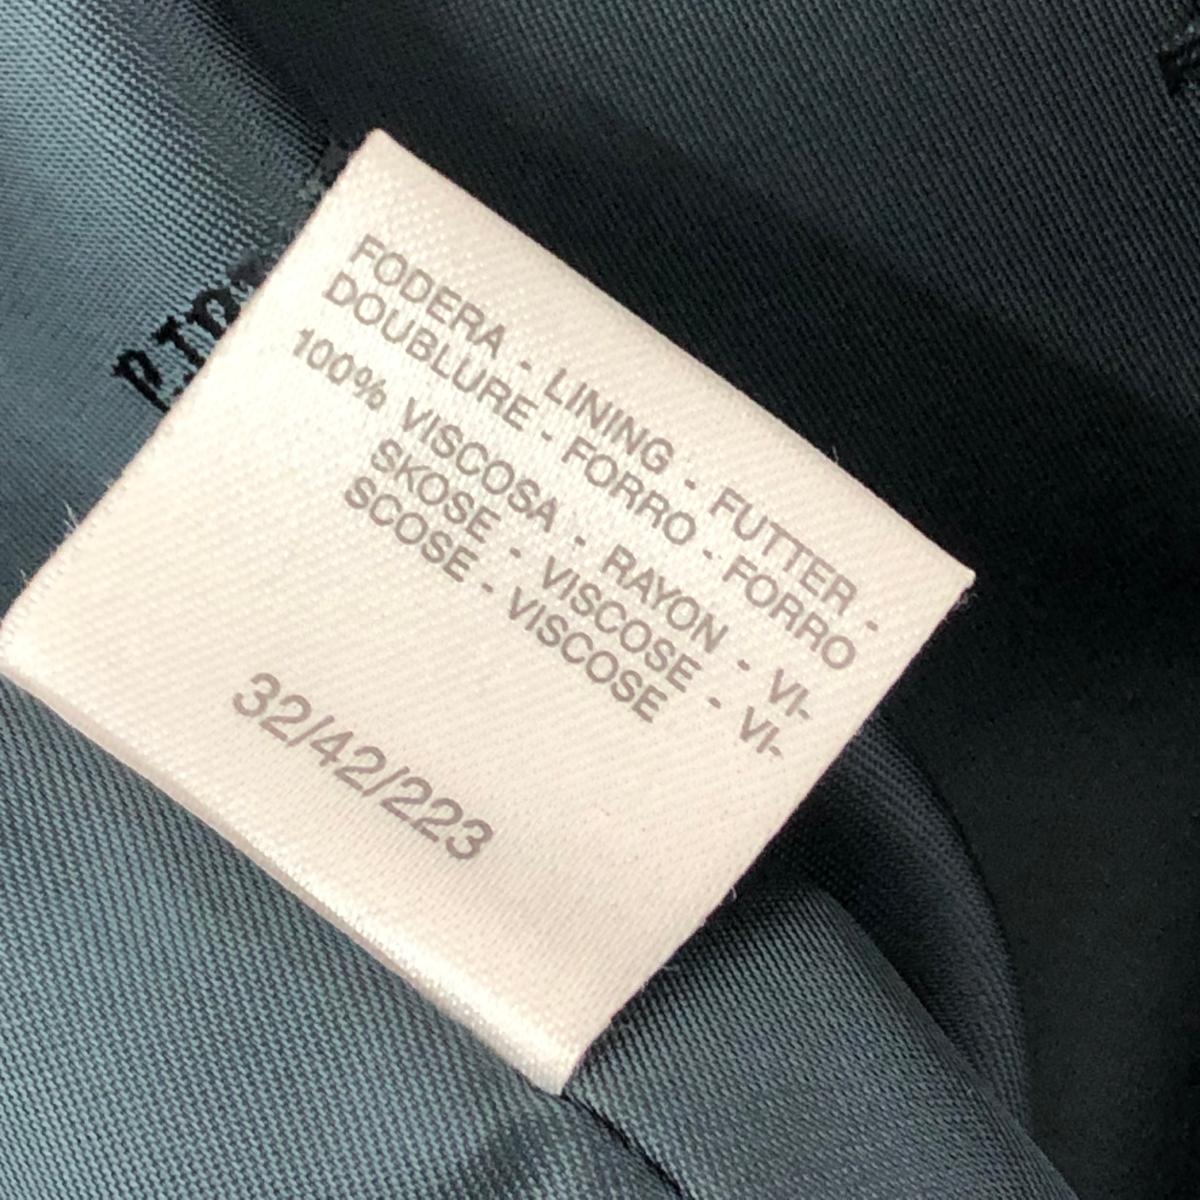 FODERA - LINING - FUTTER -
DOUBLURE - FORRO - FORRO
100% VISCOSA - RAYON - VI-
SKOSE - VISCOSE - VI-
SCOSE - VISCOSE
32/42/223